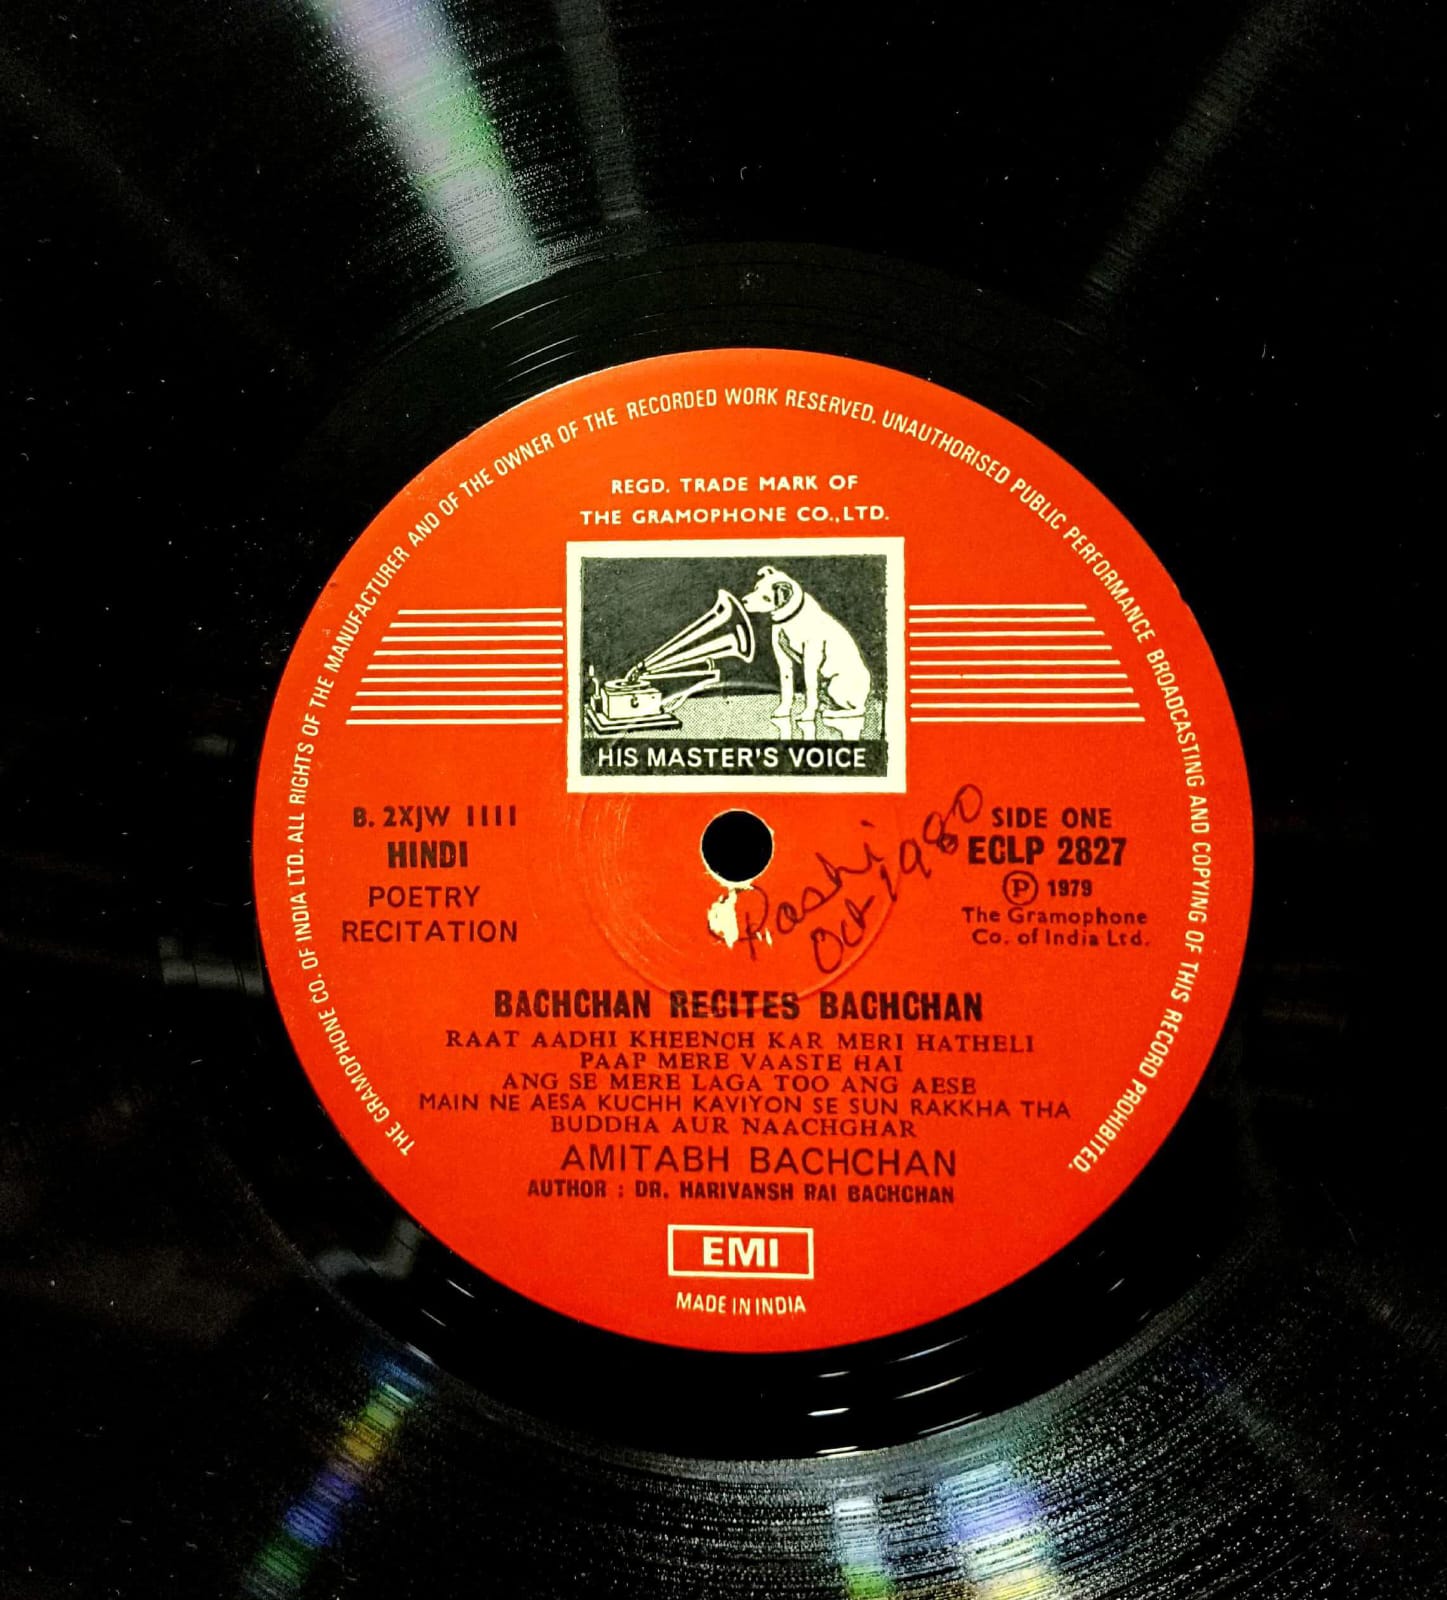 THE GRAMOPHONE CO. OF INDIA LTD. ALL RIGHTS OF THE MANUFACTURER AND OF THE OWNER OF THE RECORDED WORK RESERVED. UNAUTHORISED PUBLIC PERFORMANCE BROADCASTING AND COPYING OF THIS RECORD PROHIBITED.
REGD. TRADE MARK OF
THE GRAMOPHONE CO., LTD.
HIS MASTER'S VOICE
B. 2XJW 1111
HINDI
POETRY
RECITATION
Rashi
Oct 1980
SIDE ONE
ECLP 2827
Ⓟ 1979
The Gramophone
Co. of India Ltd.
BACHCHAN RECITES BACHCHAN
RAAT AADHI KHEENCH KAR MERI HATHELI
PAAP MERE VAASTE HAI
ANG SE MERE LAGA TOO ANG AESE
MAIN NE AESA KUCHH KAVIYON SE SUN RAKKHA THA
BUDDHA AUR NAACHGHAR
AMITABH BACHCHAN
AUTHOR : DR. HARIVANSH RAI BACHCHAN
EMI
MADE IN INDIA